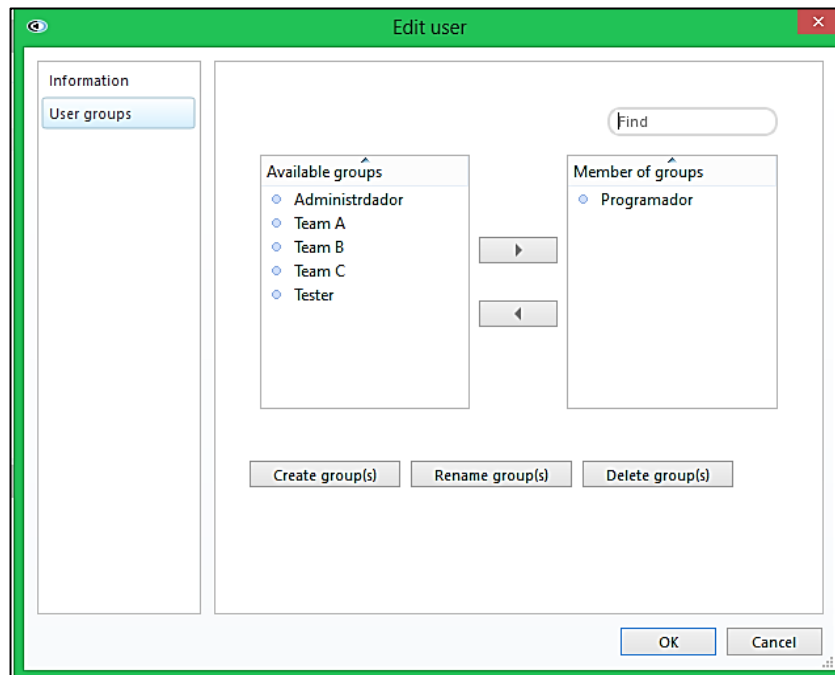 Edit user
Information
User groups
Find
Available groups
Administrdador
Team A
Team B
Team C
Tester
Member of groups
Programador
Create group(s) Rename group(s) Delete group(s)
OK Cancel